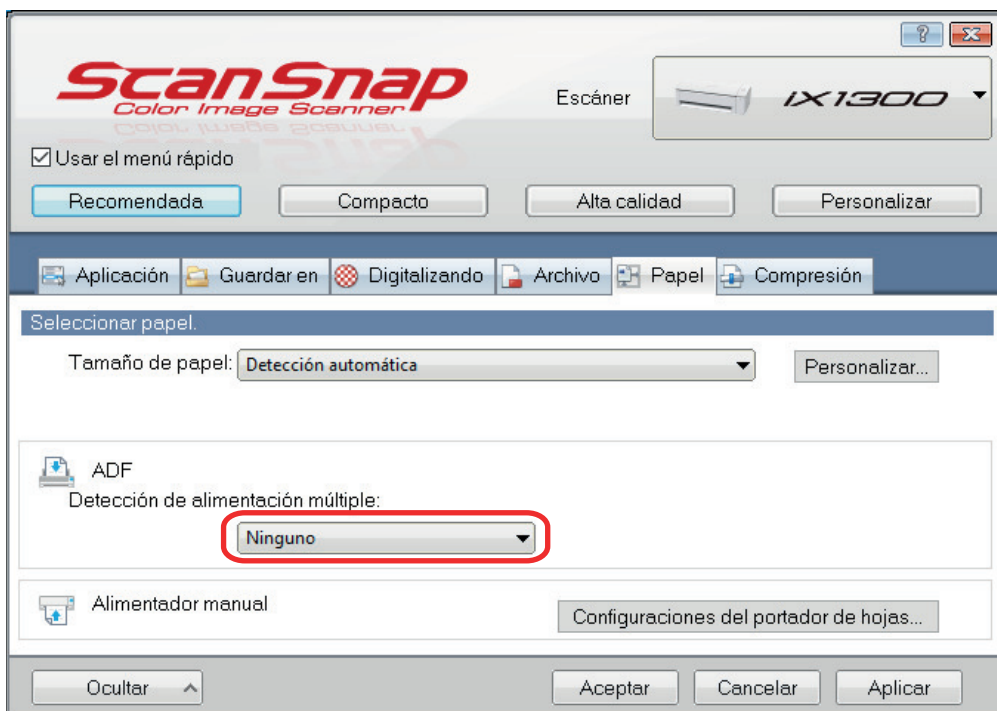 ScanSnap
Color Image Scanner
Escáner
iX1300
Usar el menú rápido
Recomendada
Compacto
Alta calidad
Personalizar
Aplicación
Guardar en
Digitalizando
Archivo
Papel
Compresión
Seleccionar papel.
Tamaño de papel: Detección automática
Personalizar...
ADF
Detección de alimentación múltiple:
Ninguno
Alimentador manual
Configuraciones del portador de hojas...
Ocultar
Aceptar
Cancelar
Aplicar